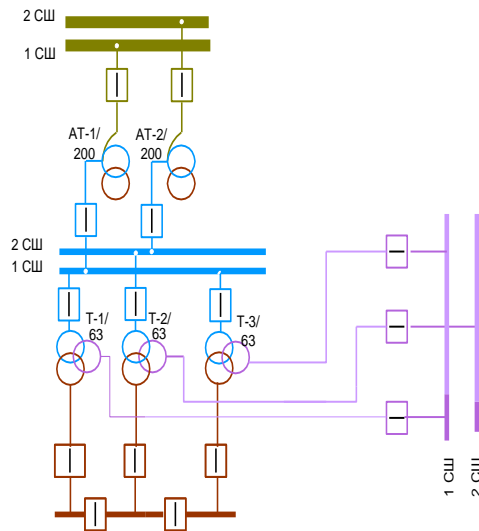 2 СШ
1 СШ
АТ-1/
200
АТ-2/
200
2 СШ
1 СШ
Т-1/
63
Т-2/
63
Т-3/
63
1 СШ
2 СШ